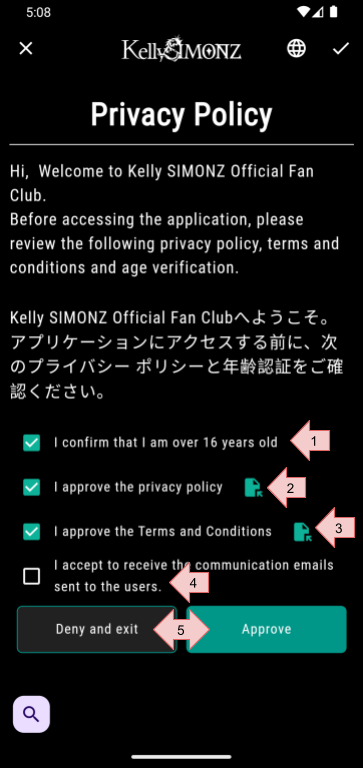 5:08
Kelly SIMONZ
Privacy Policy
Hi, Welcome to Kelly SIMONZ Official Fan
Club.
Before accessing the application, please
review the following privacy policy, terms and
conditions and age verification.
Kelly SIMONZ Official Fan Clubへようこそ。
アプリケーションにアクセスする前に、次
のプライバシー ポリシーと年齢認証をご確
認ください。
I confirm that I am over 16 years old
1
I approve the privacy policy
2
I approve the Terms and Conditions
3
I accept to receive the communication emails
sent to the users.
4
Deny and exit
5
Approve